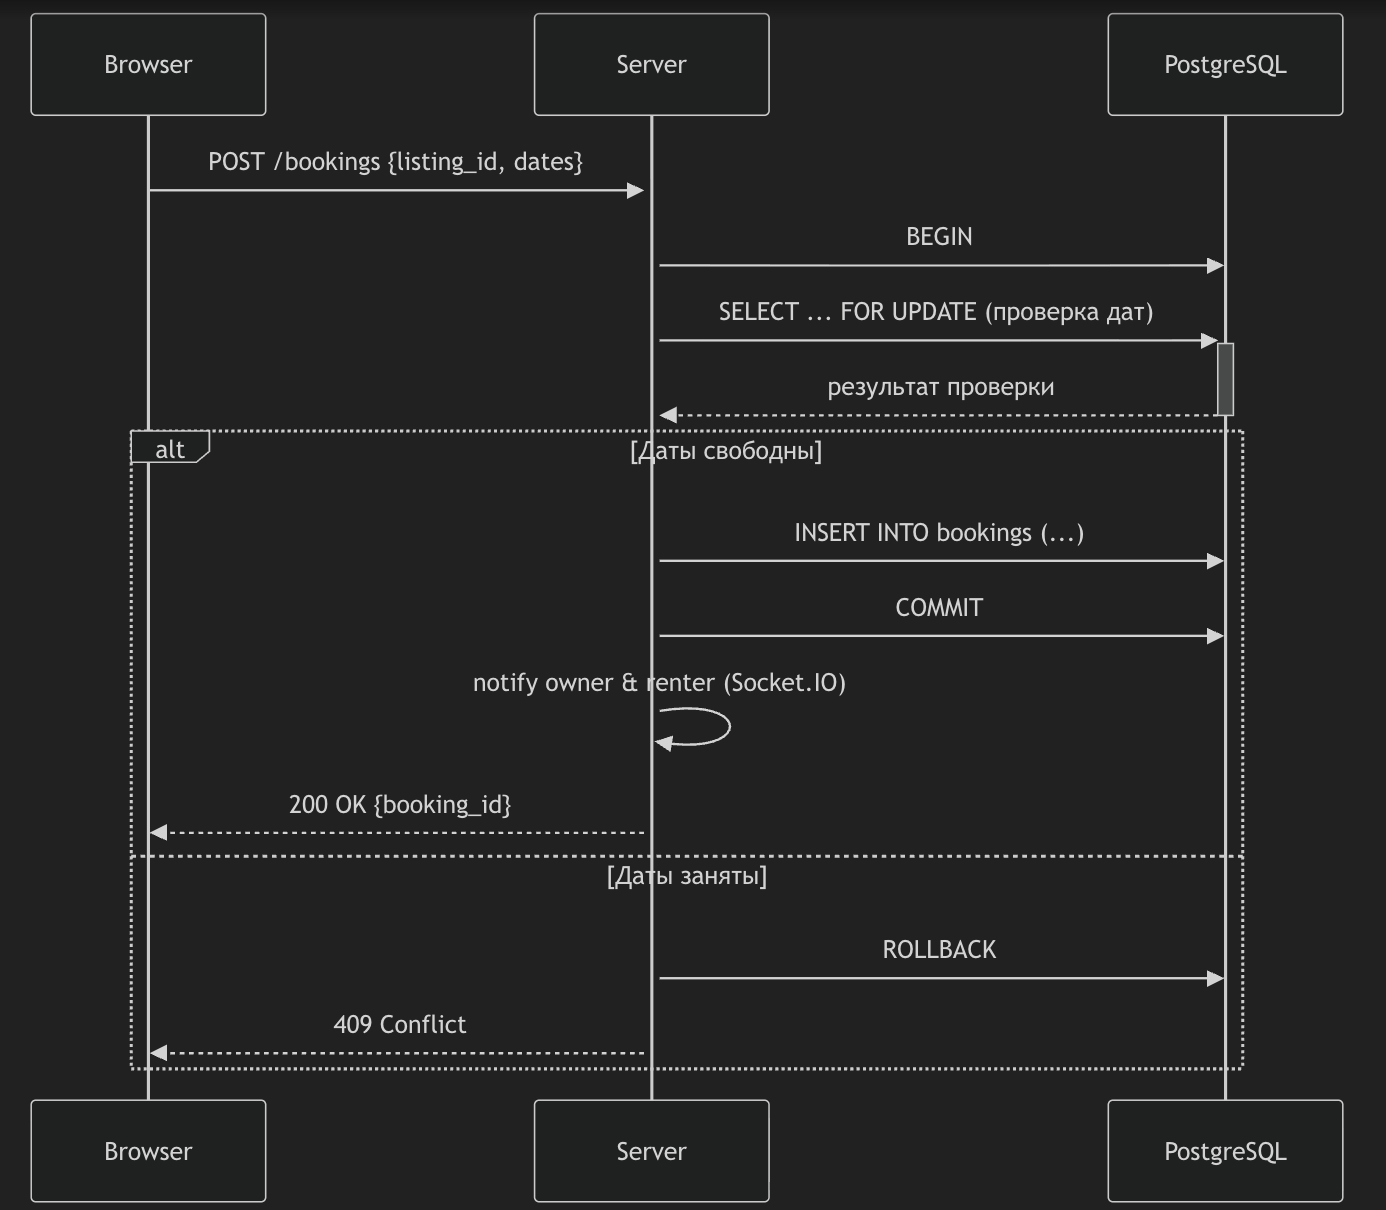 Browser
Server
PostgreSQL
POST /bookings {listing_id, dates}
BEGIN
SELECT ... FOR UPDATE (проверка дат)
результат проверки
alt
[Даты свободны]
INSERT INTO bookings (...)
COMMIT
notify owner & renter (Socket.IO)
200 OK {booking_id}
[Даты заняты]
ROLLBACK
409 Conflict
Browser
Server
PostgreSQL